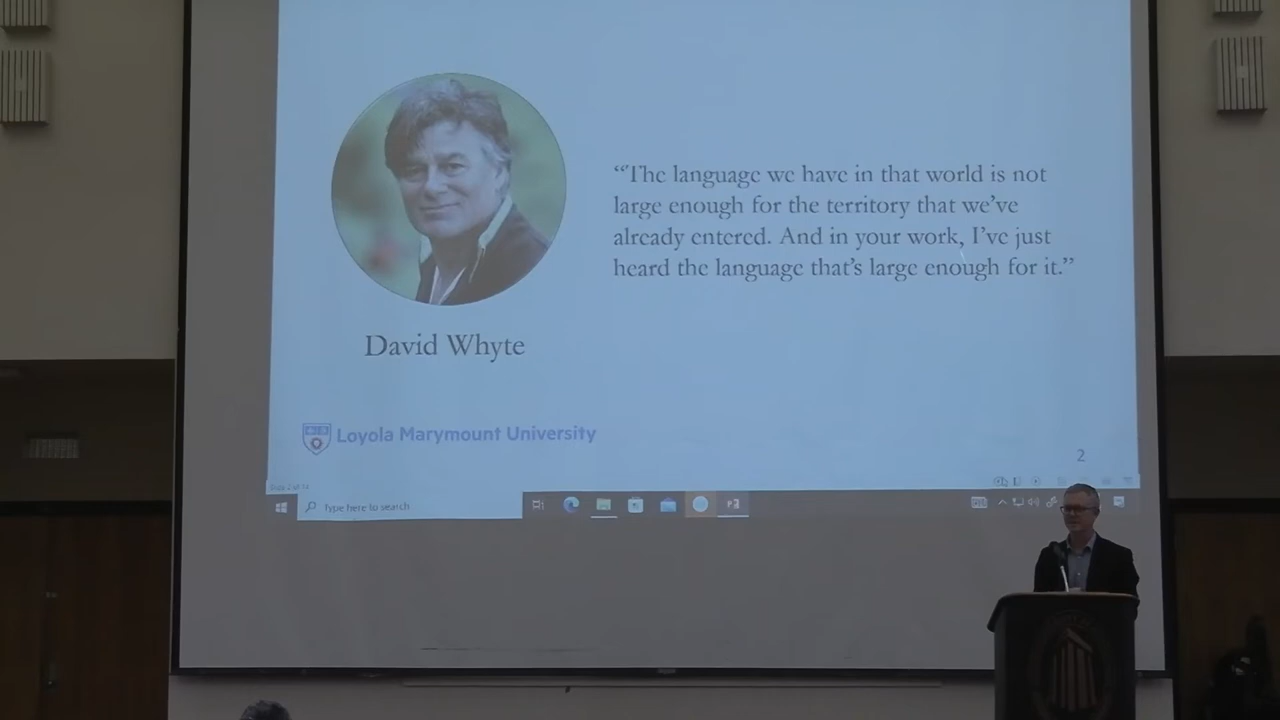 “The language we have in that world is not
large enough for the territory that we’ve
already entered. And in your work, I’ve just
heard the language that’s large enough for it.”
David Whyte
Loyola Marymount University
2
Type here to search